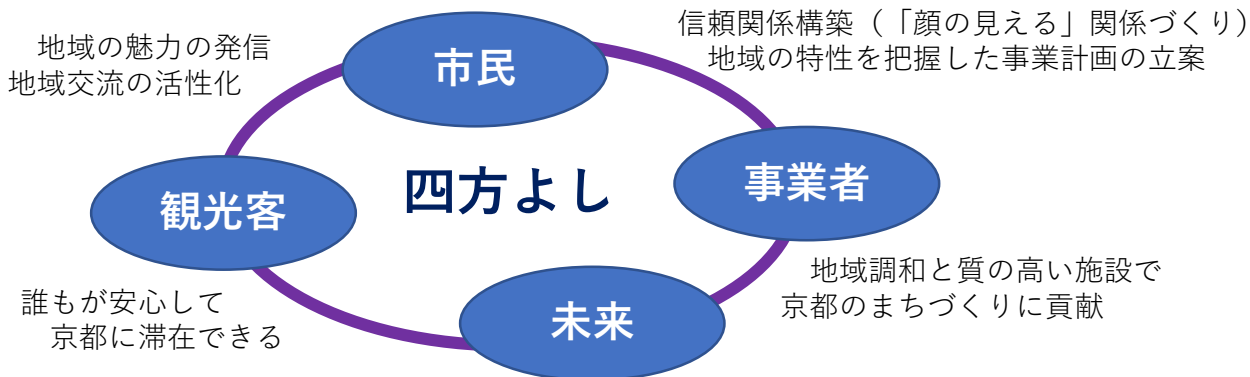 地域の魅力の発信
地域交流の活性化
市民
信頼関係構築（「顔の見える」関係づくり）
地域の特性を把握した事業計画の立案
観光客
四方よし
事業者
誰もが安心して
京都に滞在できる
未来
地域調和と質の高い施設で
京都のまちづくりに貢献